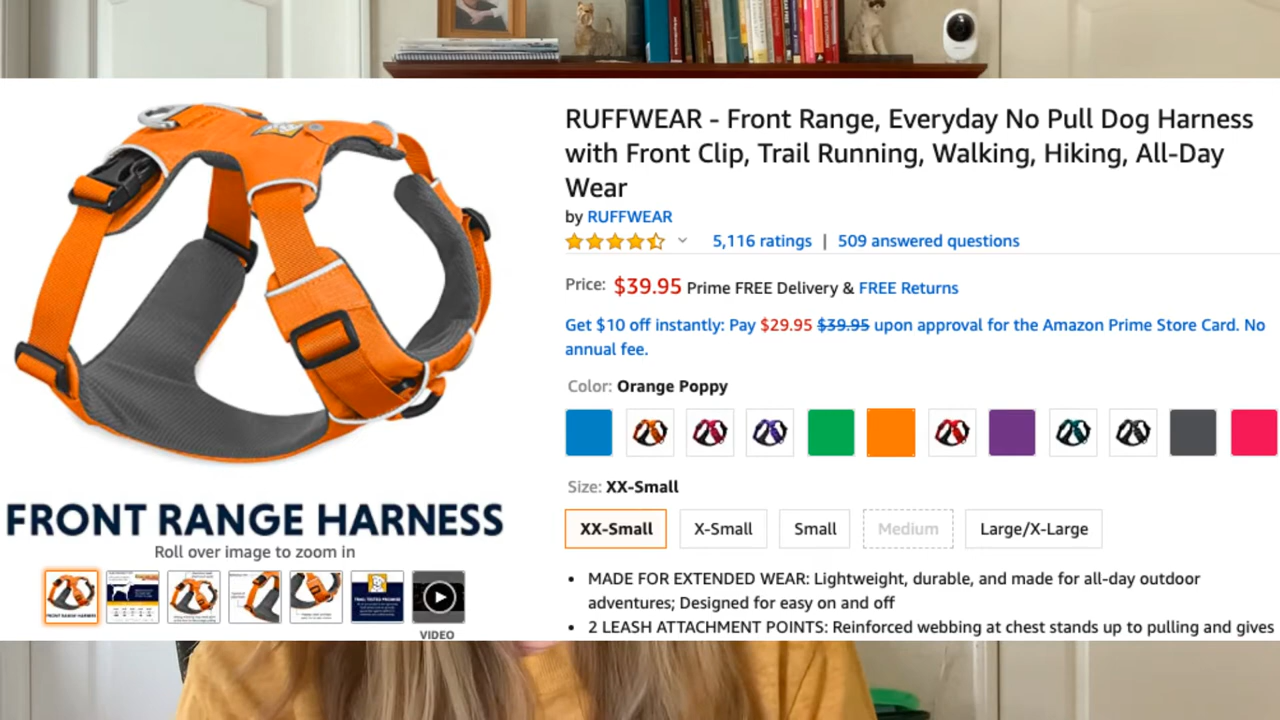 RUFFWEAR - Front Range, Everyday No Pull Dog Harness
with Front Clip, Trail Running, Walking, Hiking, All-Day
Wear
by RUFFWEAR
5,116 ratings | 509 answered questions
Price: $39.95 Prime FREE Delivery & FREE Returns
Get $10 off instantly: Pay $29.95 $39.95 upon approval for the Amazon Prime Store Card. No
annual fee.
Color: Orange Poppy
Size: XX-Small
XX-Small X-Small Small Medium Large/X-Large
MADE FOR EXTENDED WEAR: Lightweight, durable, and made for all-day outdoor
adventures; Designed for easy on and off
2 LEASH ATTACHMENT POINTS: Reinforced webbing at chest stands up to pulling and gives
FRONT RANGE HARNESS
Roll over image to zoom in
FRONT RANGE HARNESS
VIDEO